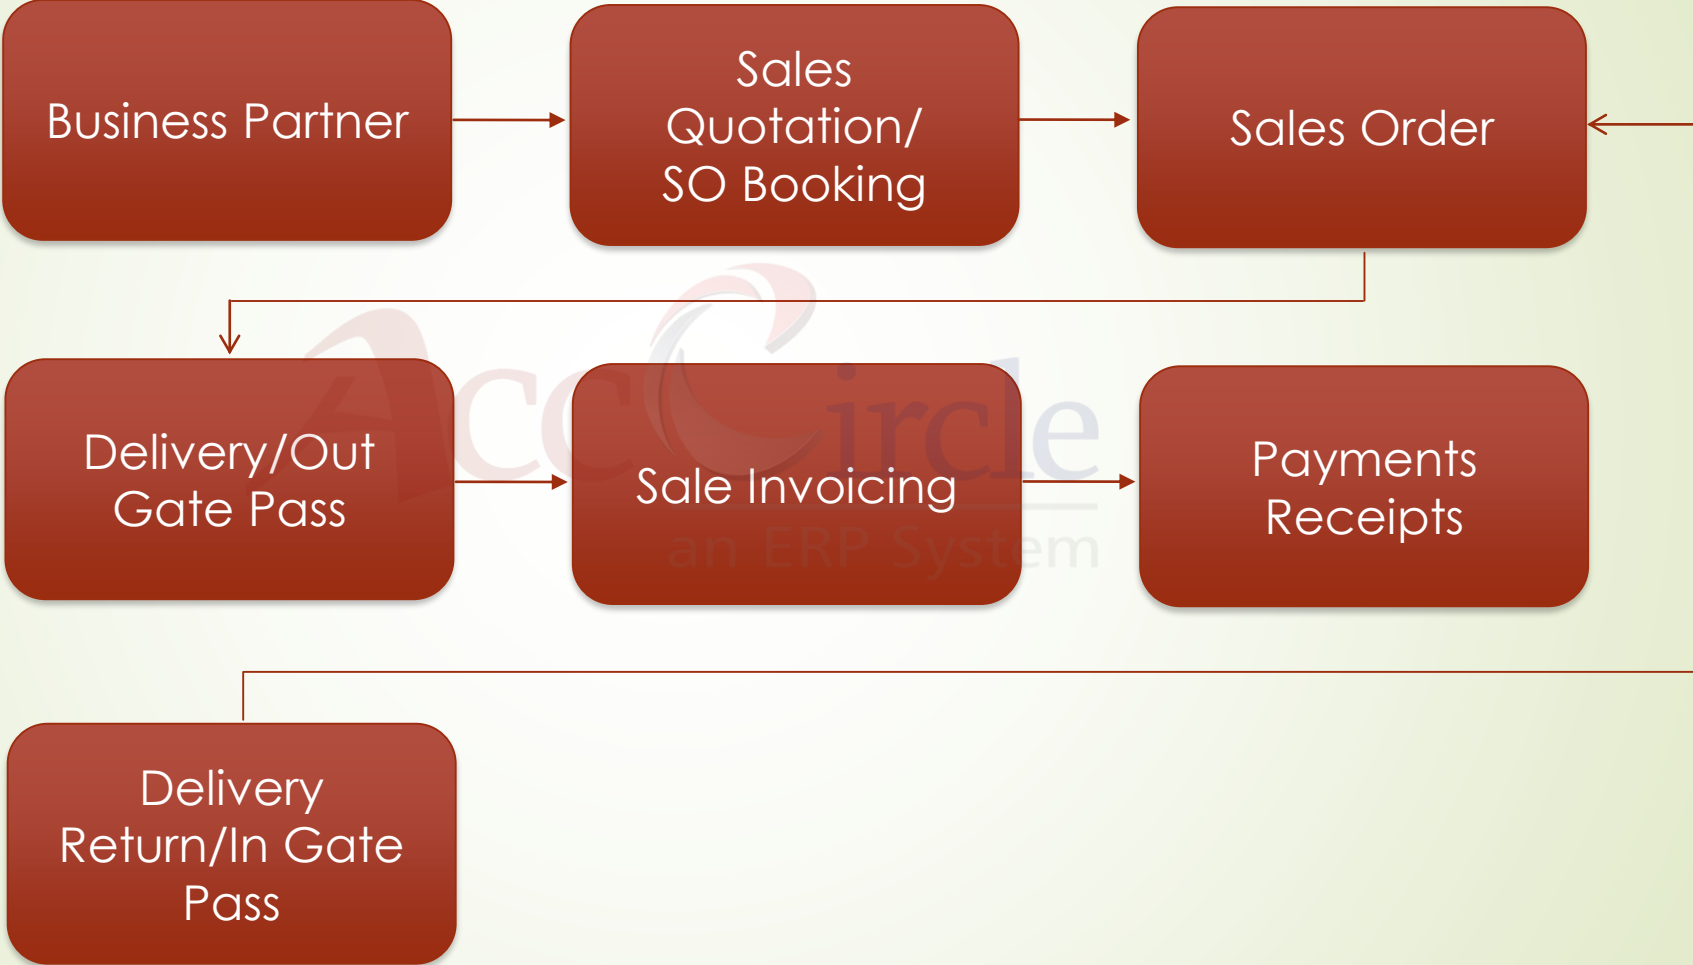 Business Partner
Sales
Quotation/
SO Booking
Sales Order
Delivery/Out
Gate Pass
Sale Invoicing
Payments
Receipts
AccCircle
an ERP System
Delivery
Return/In Gate
Pass